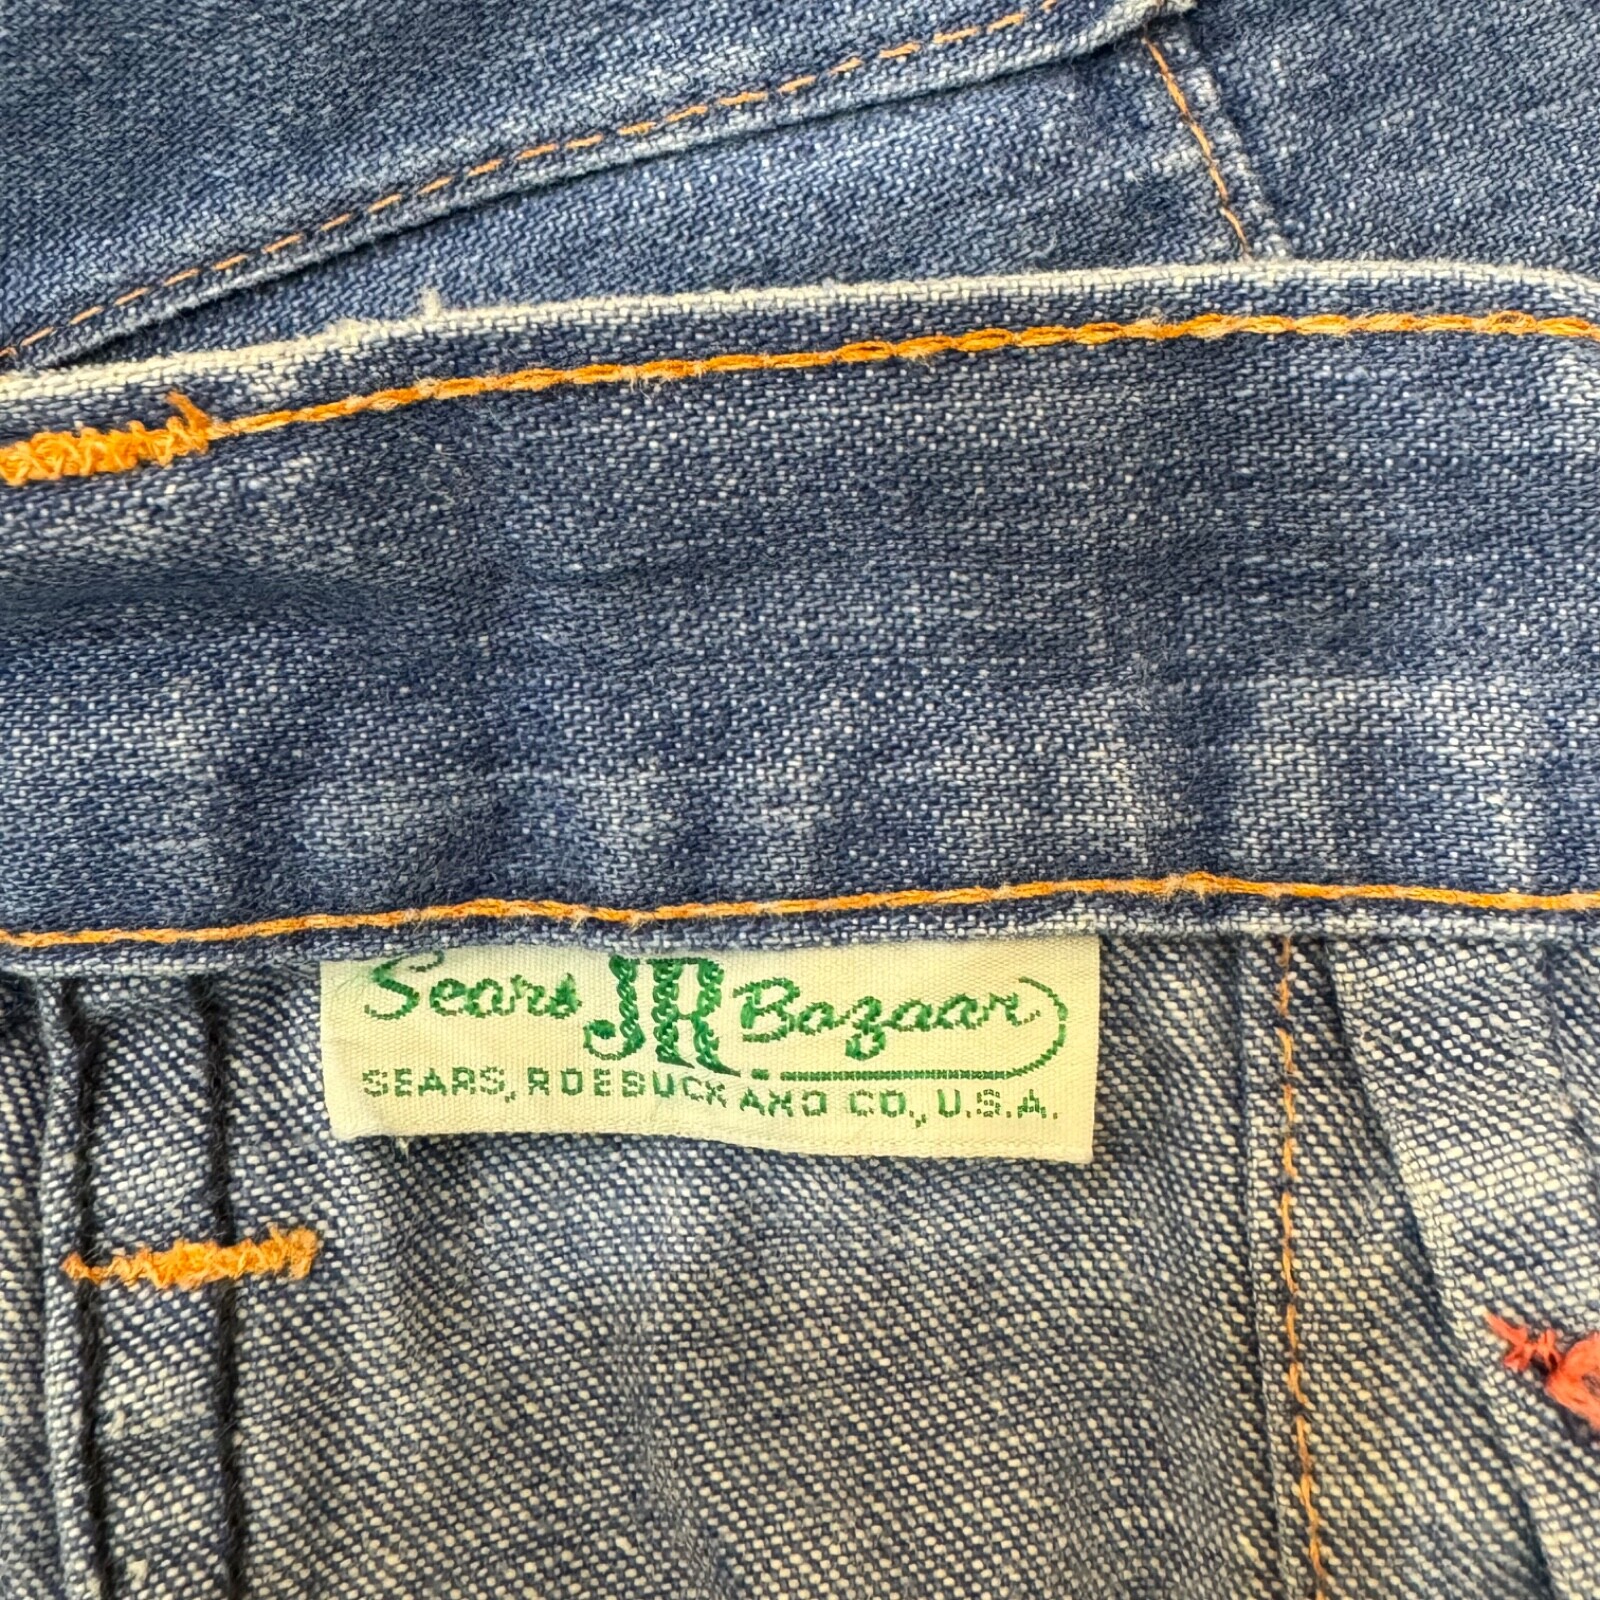 Sears JR Bazaar
SEARS, ROEBUCK AND CO., U.S.A.